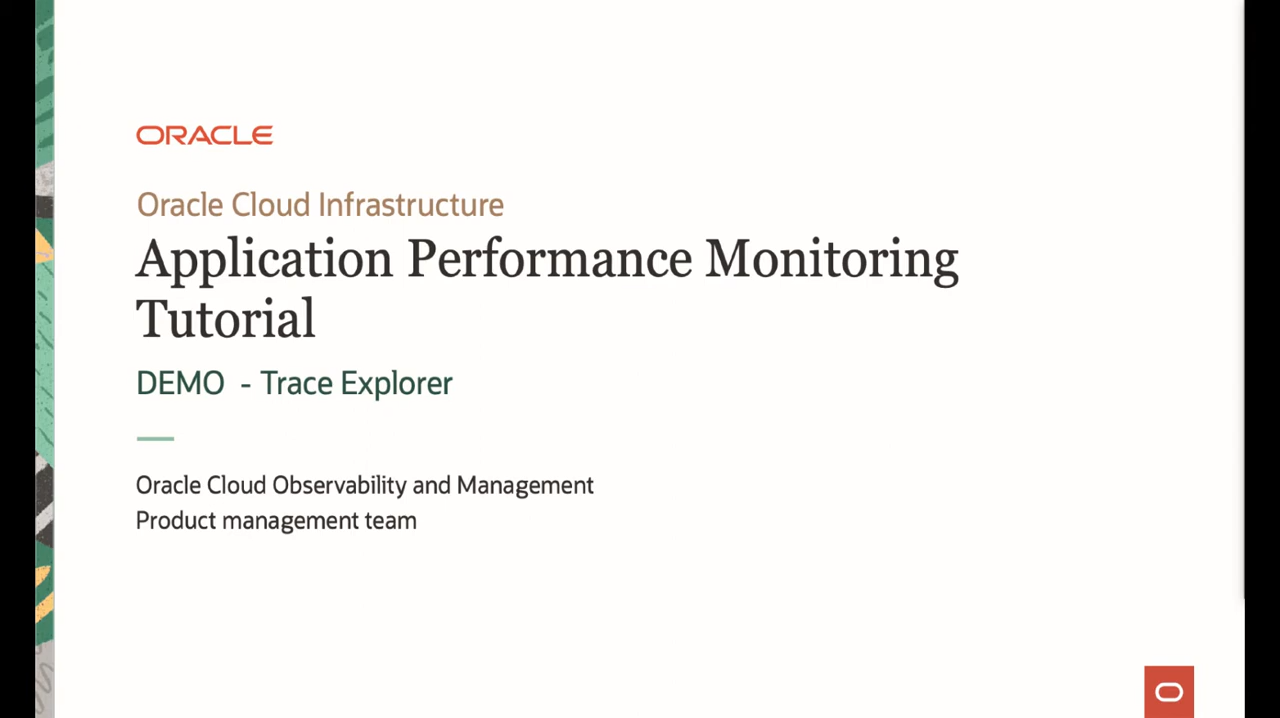 ORACLE
Oracle Cloud Infrastructure
Application Performance Monitoring
Tutorial
DEMO - Trace Explorer
Oracle Cloud Observability and Management
Product management team